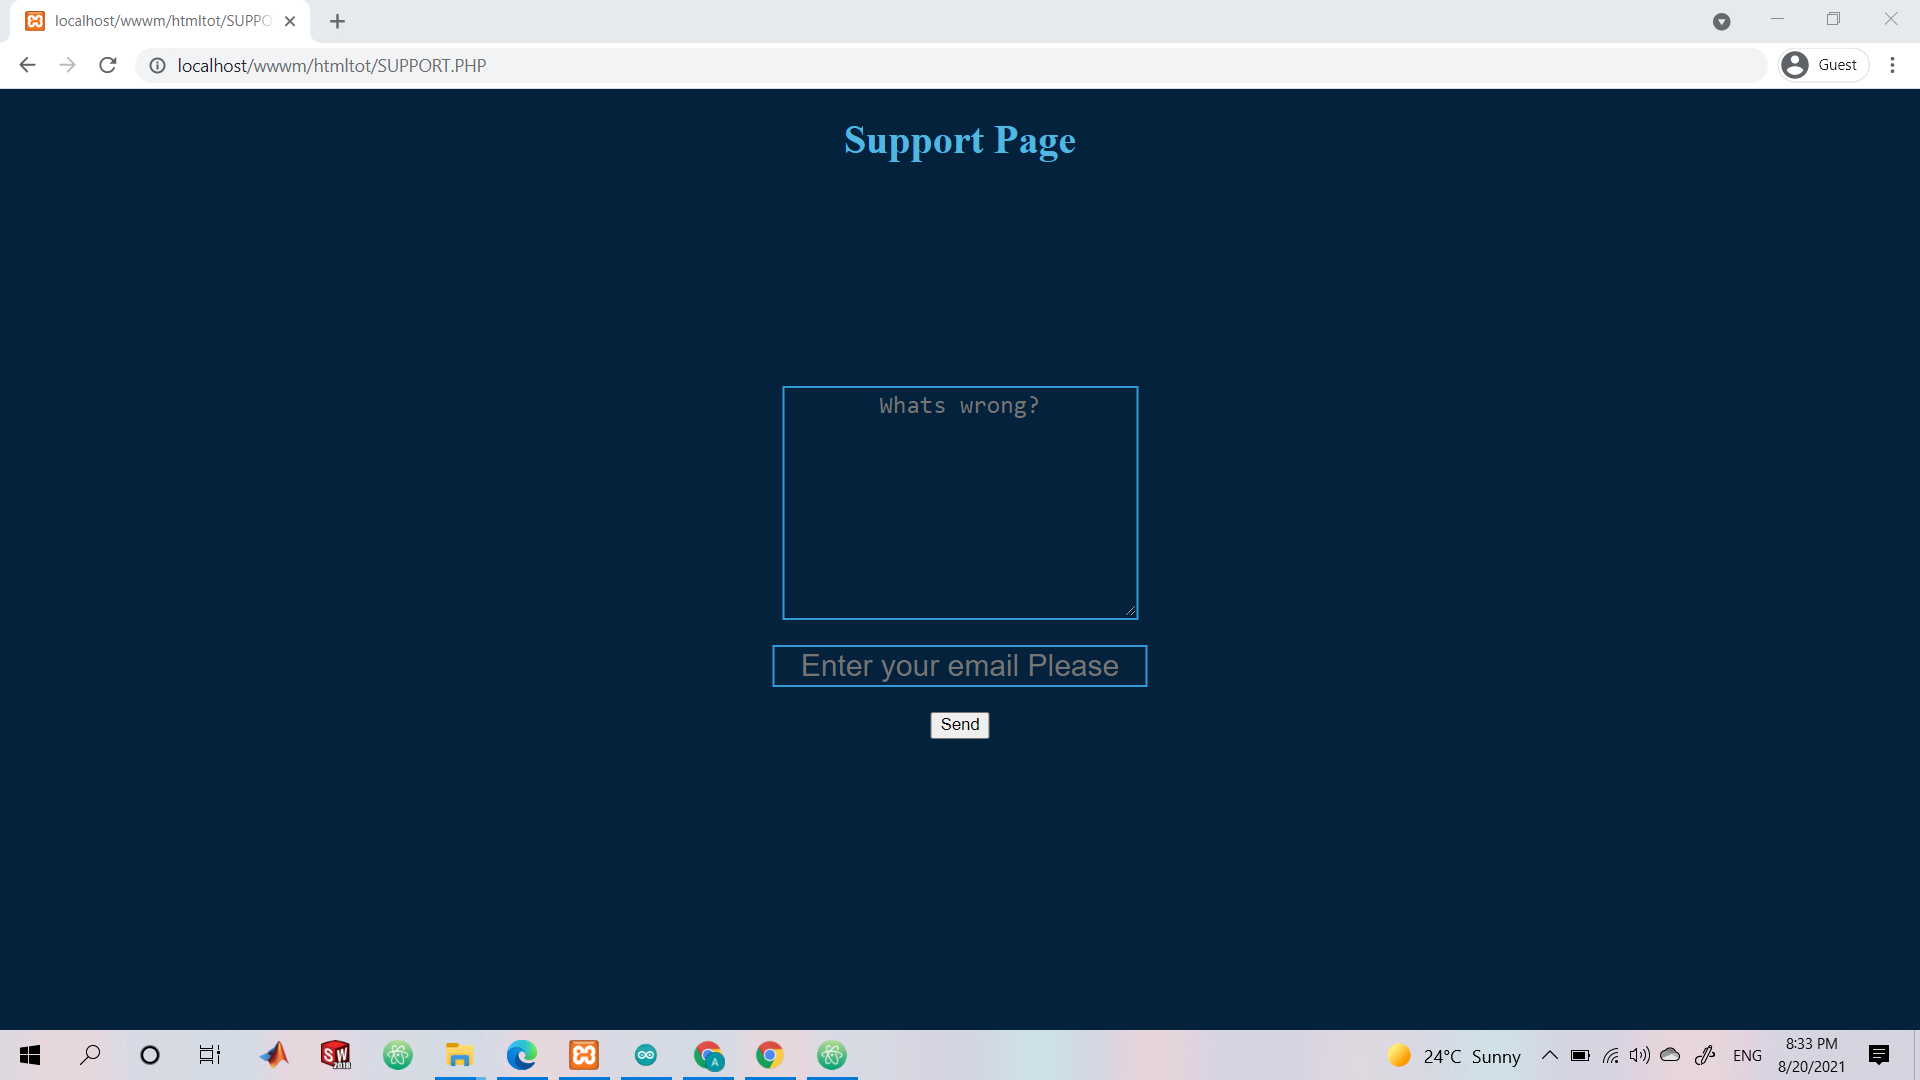 localhost/wwwm/htmltot/SUPPO
localhost/wwwm/htmltot/SUPPORT.PHP
Guest
Support Page
Whats wrong?
Enter your email Please
Send
SW
2018
A
24°C Sunny
ENG
8:33 PM
8/20/2021